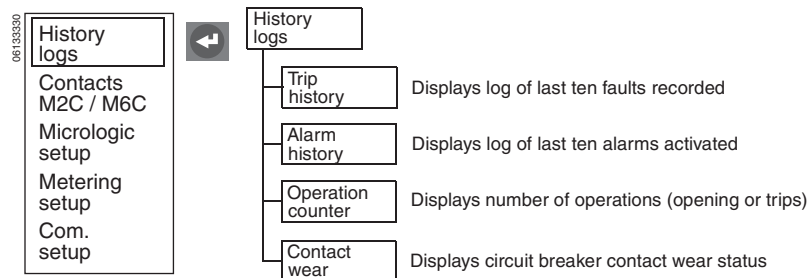 06133330
History
logs
Contacts
M2C / M6C
Micrologic
setup
Metering
setup
Com.
setup
History
logs
Trip
history
Displays log of last ten faults recorded
Alarm
history
Displays log of last ten alarms activated
Operation
counter
Displays number of operations (opening or trips)
Contact
wear
Displays circuit breaker contact wear status